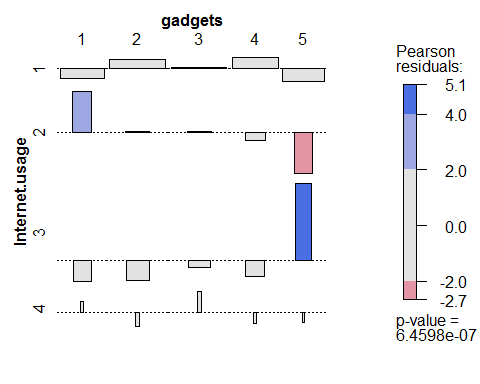 gadgets
1 2 3 4 5
Internet.usage
1
2
3
4
Pearson
residuals:
5.1
4.0
2.0
0.0
-2.0
-2.7
p-value =
6.4598e-07